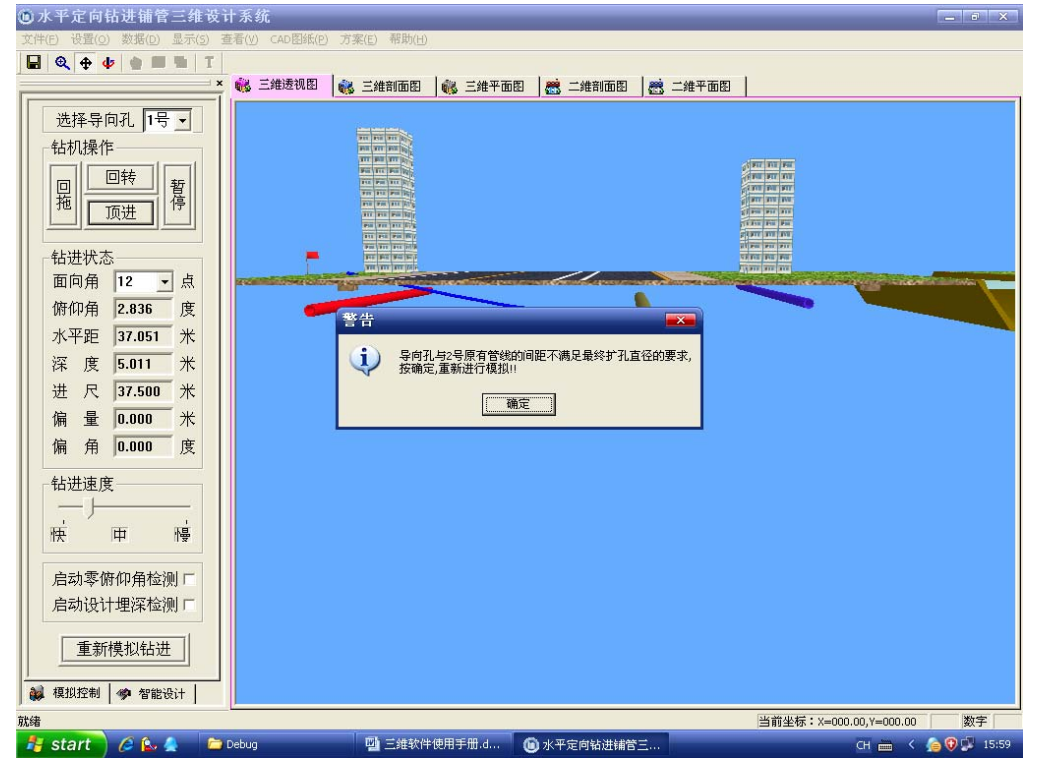 水平定向钻进铺管三维设计系统
文件(F) 设置(O) 数据(D) 显示(S) 查看(V) CAD图纸(P) 方案(E) 帮助(H)
T
三维透视图 三维剖面图 三维平面图 二维剖面图 二维平面图
选择导向孔 1号
钻机操作
回拖 回转 顶进 暂停
钻进状态
面向角 12 点
俯仰角 2.836 度
水平距 37.051 米
深 度 5.011 米
进 尺 37.500 米
偏 量 0.000 米
偏 角 0.000 度
钻进速度
快 中 慢
启动零俯仰角检测
启动设计埋深检测
重新模拟钻进
模拟控制 智能设计
警告
导向孔与2号原有管线的间距不满足最终扩孔直径的要求,
按确定,重新进行模拟!!
确定
就绪 当前坐标：X=000.00,Y=000.00 数字
start Debug 三维软件使用手册.d... 水平定向钻进铺管三... CH 15:59